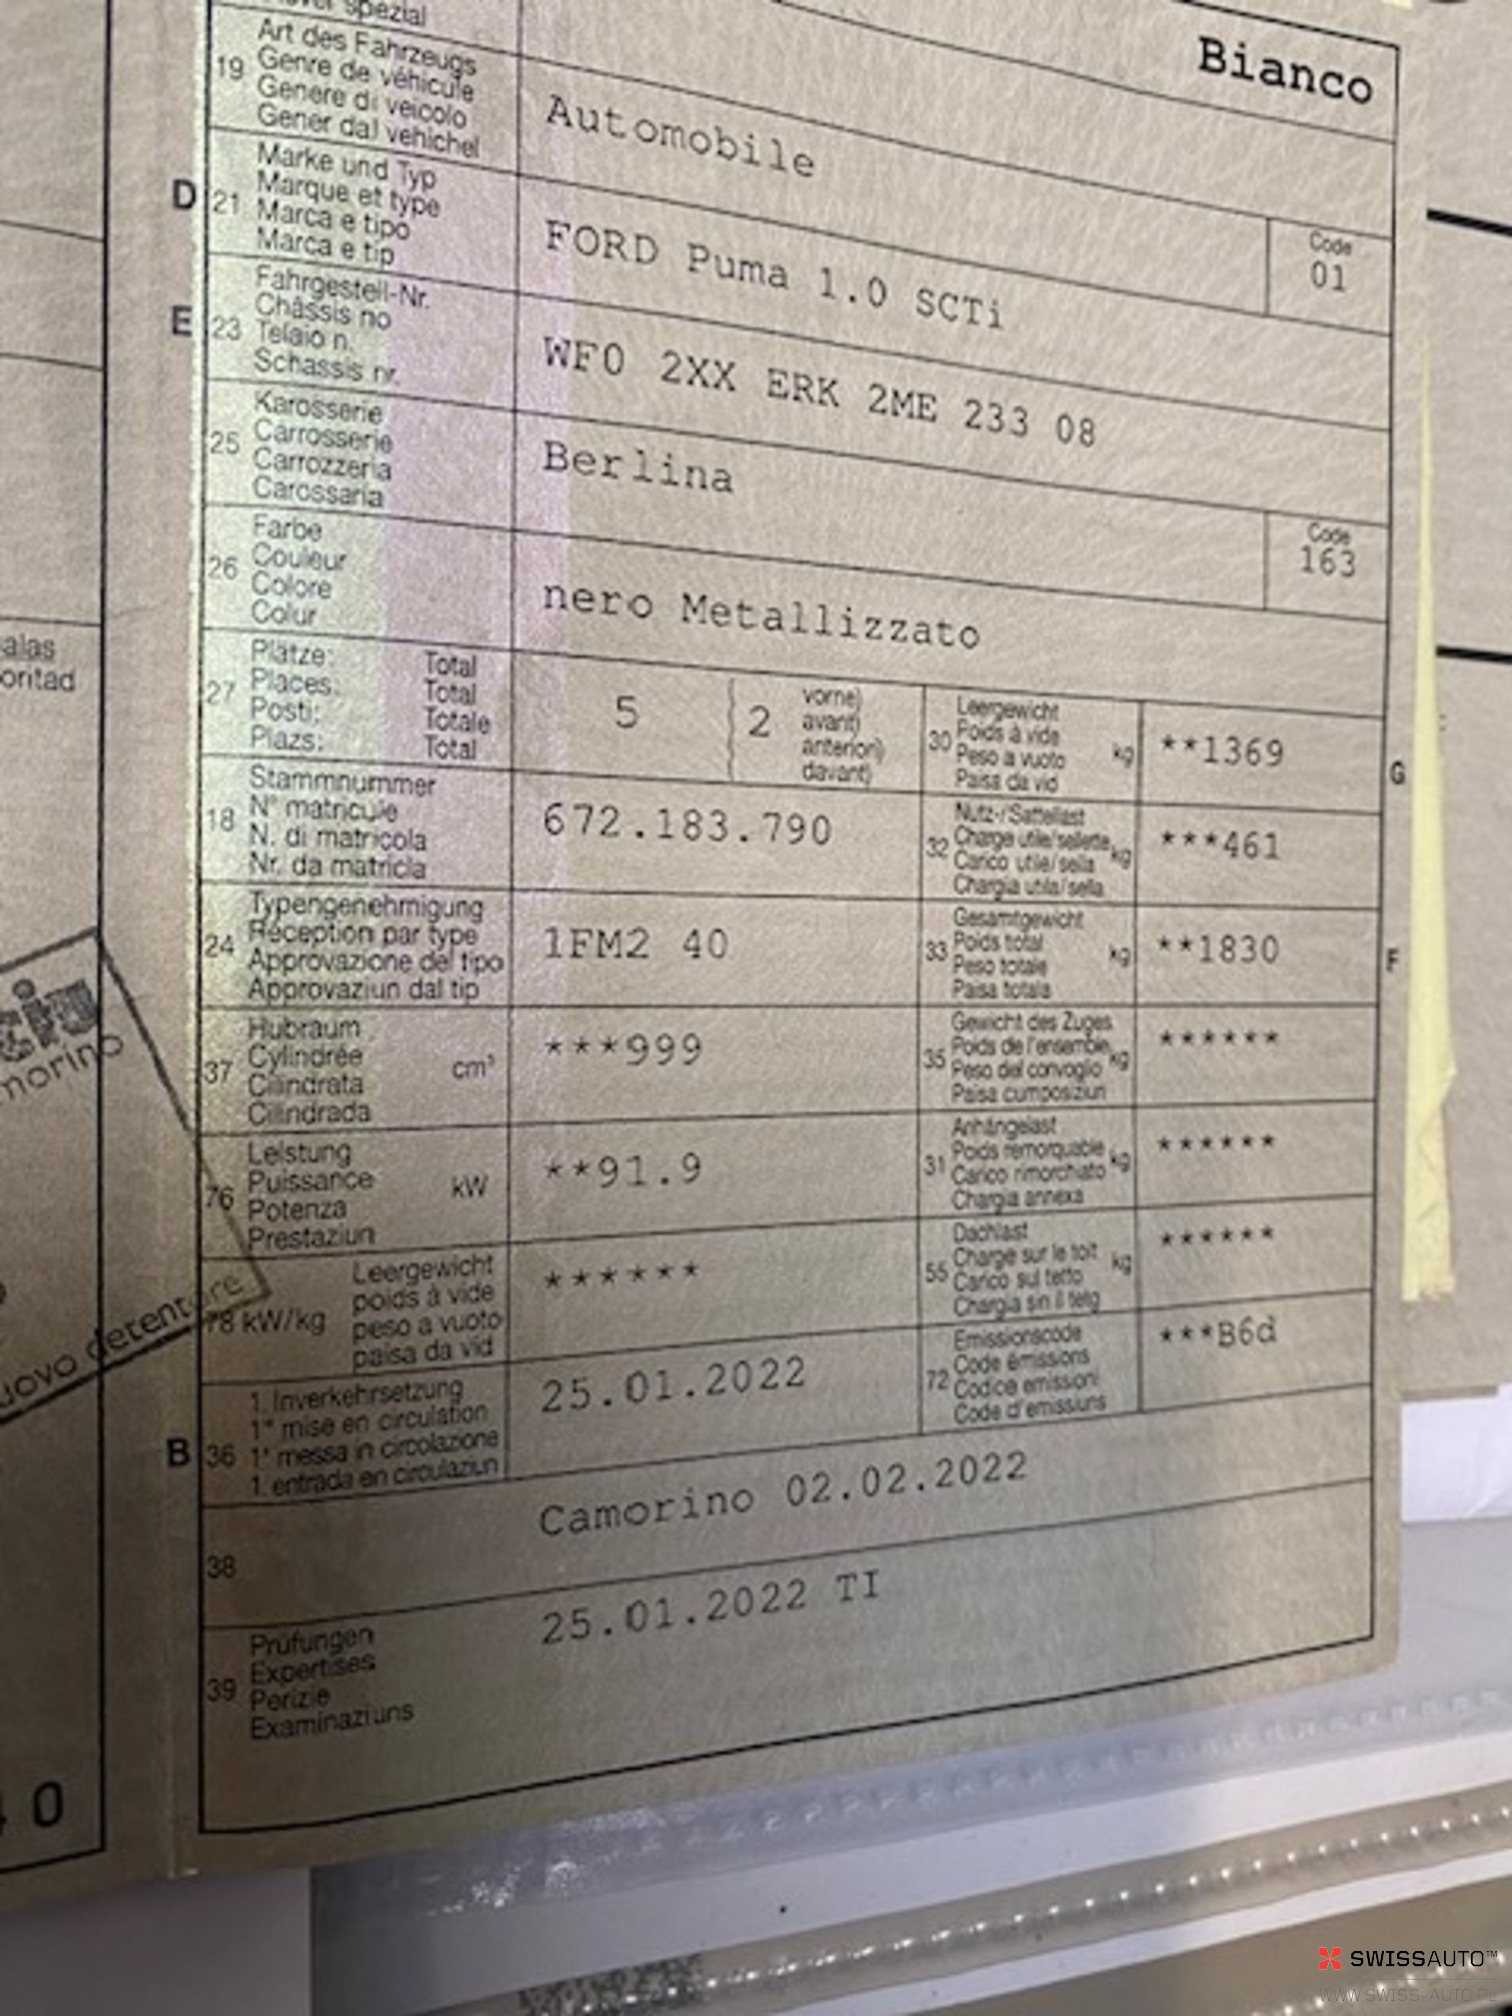 Spezial
Bianco
19
Art des Fahrzeugs
Genre de véhicule
Genere di veicolo
Gener dal vehichel
Automobile
Code
01
D
21
Marke und Typ
Marque et type
Marca e tipo
Marca e tip
FORD Puma 1.0 SCTi
E
23
Fahrgestell-Nr.
Châssis no
Telaio n.
Schassis nr.
WF0 2XX ERK 2ME 233 08
25
Karosserie
Carrosserie
Carrozzeria
Carossaria
Berlina
Code
163
26
Farbe
Couleur
Colore
Colur
nero Metallizzato
27
Plätze: Total
Places: Total
Posti: Totale
Plazs: Total
5
2
vorne)
avant)
anteriori)
davant)
30
Leergewicht
Poids à vide
Peso a vuoto kg
Paisa da vid
**1369
G
18
Stammnummer
N° matricule
N. di matricola
Nr. da matricla
672.183.790
32
Nutz-/Sattellast
Charge utile/sellette kg
Carico utile/sella
Chargia utila/sella
***461
24
Typengenehmigung
Réception par type
Approvazione del tipo
Approvaziun dal tip
1FM2 40
33
Gesamtgewicht
Poids total kg
Peso totale
Paisa totala
**1830
F
37
Hubraum
Cylindrée cm³
Cilindrata
Cilindrada
***999
35
Gewicht des Zuges
Poids de l'ensemble kg
Peso del convoglio
Paisa cumposiziun
******
76
Leistung
Puissance kW
Potenza
Prestaziun
**91.9
31
Anhängelast
Poids remorquable kg
Carico rimorchiato
Chargia annexa
******
78 kW/kg
Leergewicht
poids à vide
peso a vuoto
paisa da vid
******
55
Dachlast
Charge sur le toit kg
Carico sul tetto
Chargia sin il tetg
******
B
36
1. Inverkehrsetzung
1ᵉ mise en circulation
1ᵃ messa in circolazione
1. entrada en circulaziun
25.01.2022
72
Emissionscode
Code émissions
Codice emissioni
Code d'emissiuns
***B6d
38
Camorino 02.02.2022
39
Prüfungen
Expertises
Perizie
Examinaziuns
25.01.2022 TI
0
SWISSAUTO™
WWW.SWISS-AUTO.PL